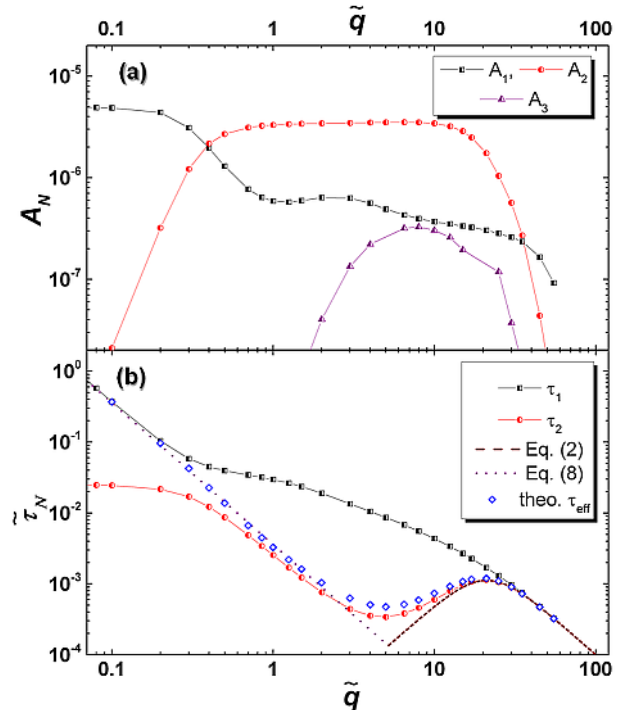 q̃
0.1 1 10 100
(a)
A₁, A₂
A₃
10⁻⁵
10⁻⁶
10⁻⁷
A_N
(b)
10⁰
10⁻¹
10⁻²
10⁻³
10⁻⁴
τ̃_N
τ₁
τ₂
Eq. (2)
Eq. (8)
theo. τ_eff
0.1 1 10 100
q̃